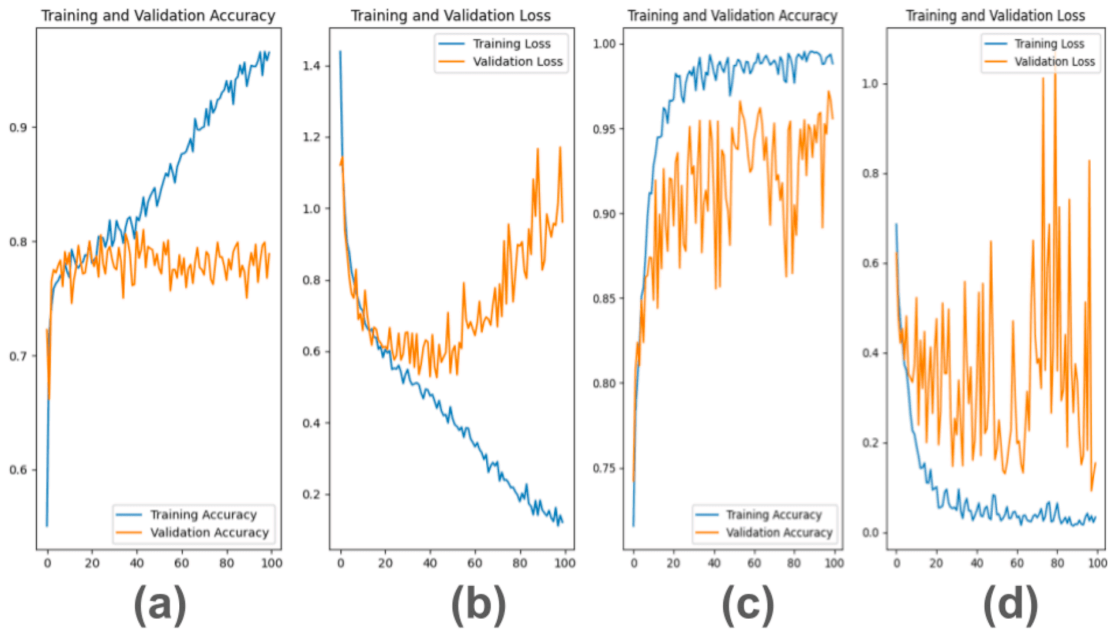 Training and Validation Accuracy
0.9
0.8
0.7
0.6
Training Accuracy
Validation Accuracy
0 20 40 60 80 100
(a)
Training and Validation Loss
Training Loss
Validation Loss
1.4
1.2
1.0
0.8
0.6
0.4
0.2
0 20 40 60 80 100
(b)
Training and Validation Accuracy
1.00
0.95
0.90
0.85
0.80
0.75
Training Accuracy
Validation Accuracy
0 20 40 60 80 100
(c)
Training and Validation Loss
Training Loss
Validation Loss
1.0
0.8
0.6
0.4
0.2
0.0
0 20 40 60 80 100
(d)